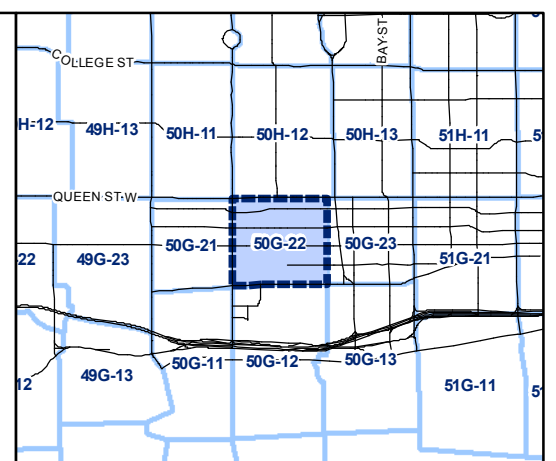 COLLEGE ST
BAY ST
H-12
49H-13
50H-11
50H-12
50H-13
51H-11
QUEEN ST W
22
49G-23
50G-21
50G-22
50G-23
51G-21
12
49G-13
50G-11
50G-12
50G-13
51G-11